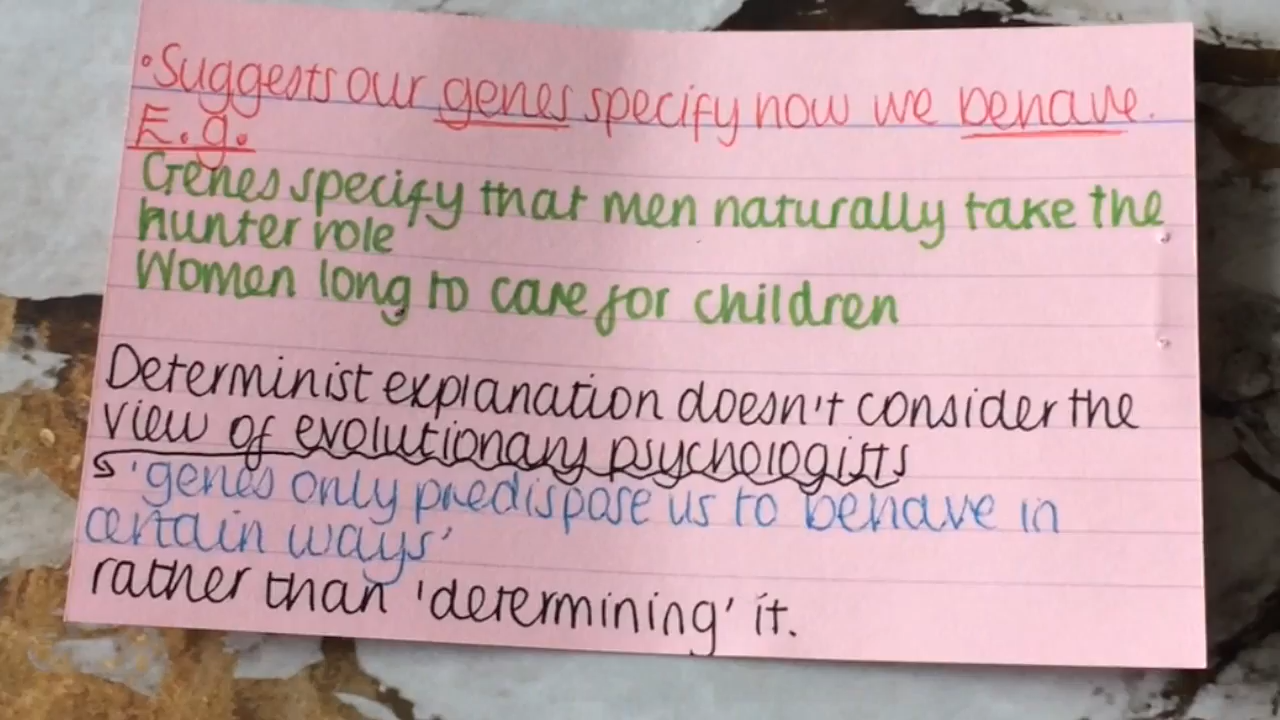 •Suggests our genes specify how we behave.
E.g.
Genes specify that men naturally take the
hunter role
Women long to care for children
Determinist explanation doesn't consider the
view of evolutionary psychologists
↳ 'genes only predispose us to behave in
certain ways'
rather than 'determining' it.